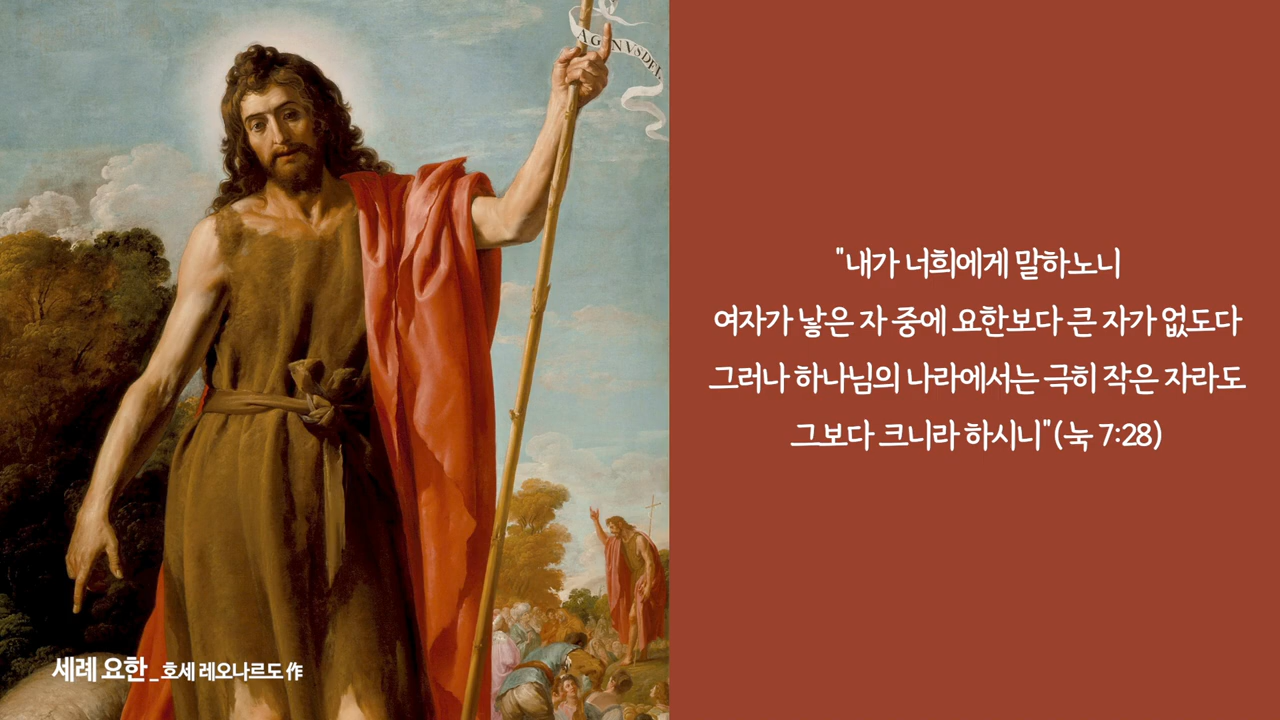 AGNUS DEI
"내가 너희에게 말하노니
여자가 낳은 자 중에 요한보다 큰 자가 없도다
그러나 하나님의 나라에서는 극히 작은 자라도
그보다 크니라 하시니"(눅 7:28)
세례 요한_호세 레오나르도 作